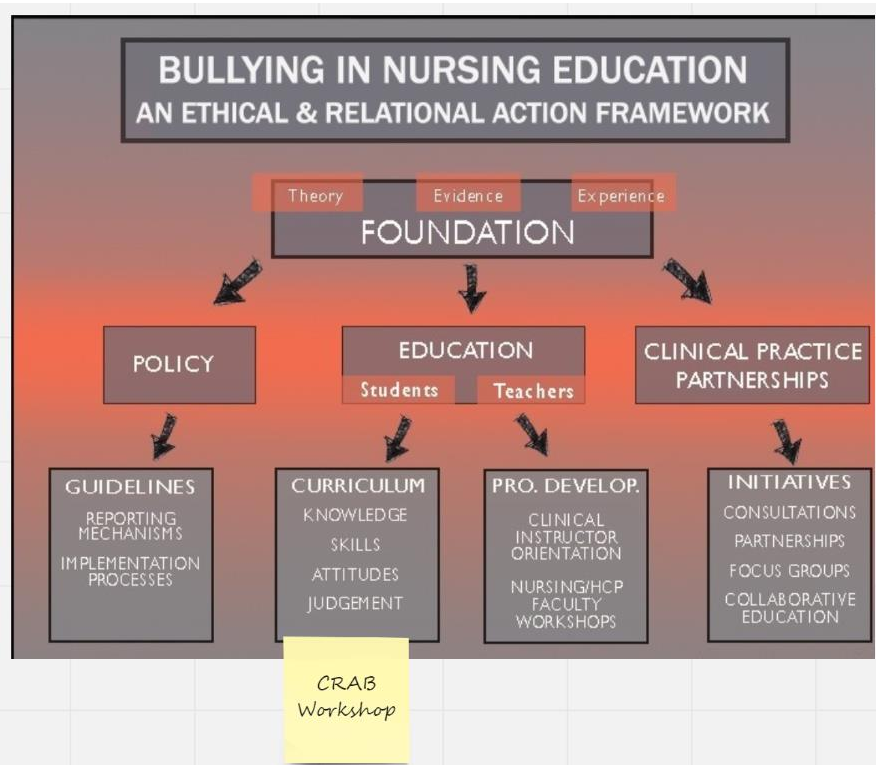 BULLYING IN NURSING EDUCATION
AN ETHICAL & RELATIONAL ACTION FRAMEWORK
Theory
Evidence
Experience
FOUNDATION
POLICY
EDUCATION
Students
Teachers
CLINICAL PRACTICE
PARTNERSHIPS
GUIDELINES
REPORTING
MECHANISMS
IMPLEMENTATION
PROCESSES
CURRICULUM
KNOWLEDGE
SKILLS
ATTITUDES
JUDGEMENT
PRO. DEVELOP.
CLINICAL
INSTRUCTOR
ORIENTATION
NURSING/HCP
FACULTY
WORKSHOPS
INITIATIVES
CONSULTATIONS
PARTNERSHIPS
FOCUS GROUPS
COLLABORATIVE
EDUCATION
CRAB
Workshop